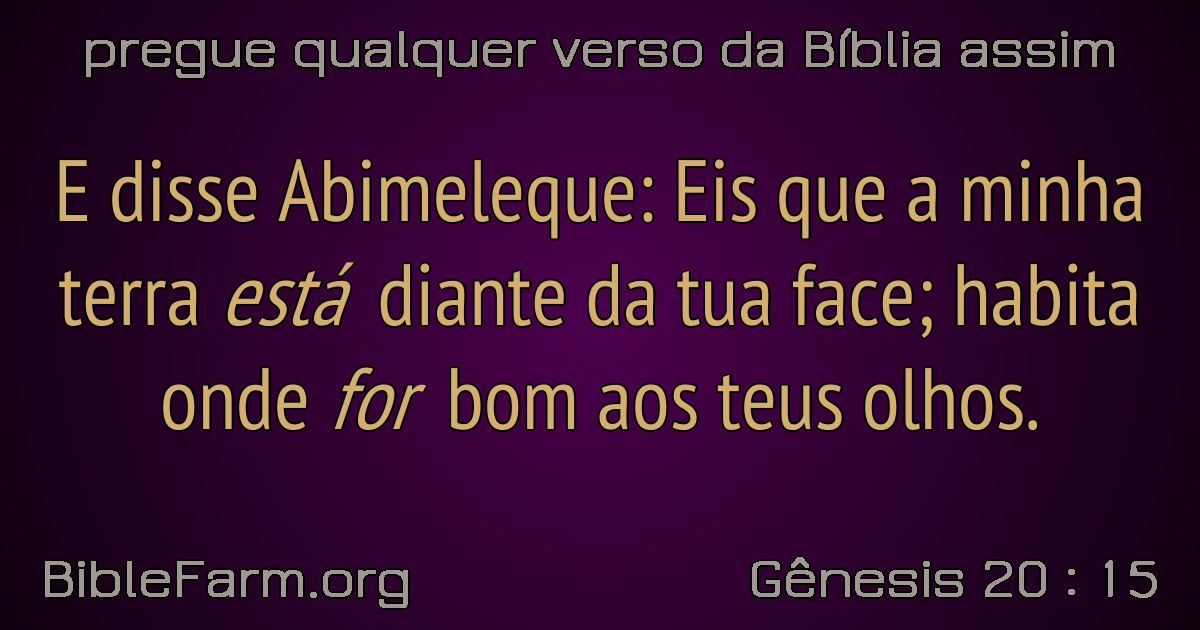 pregue qualquer verso da Bíblia assim
E disse Abimeleque: Eis que a minha
terra está diante da tua face; habita
onde for bom aos teus olhos.
BibleFarm.org
Gênesis 20 : 15